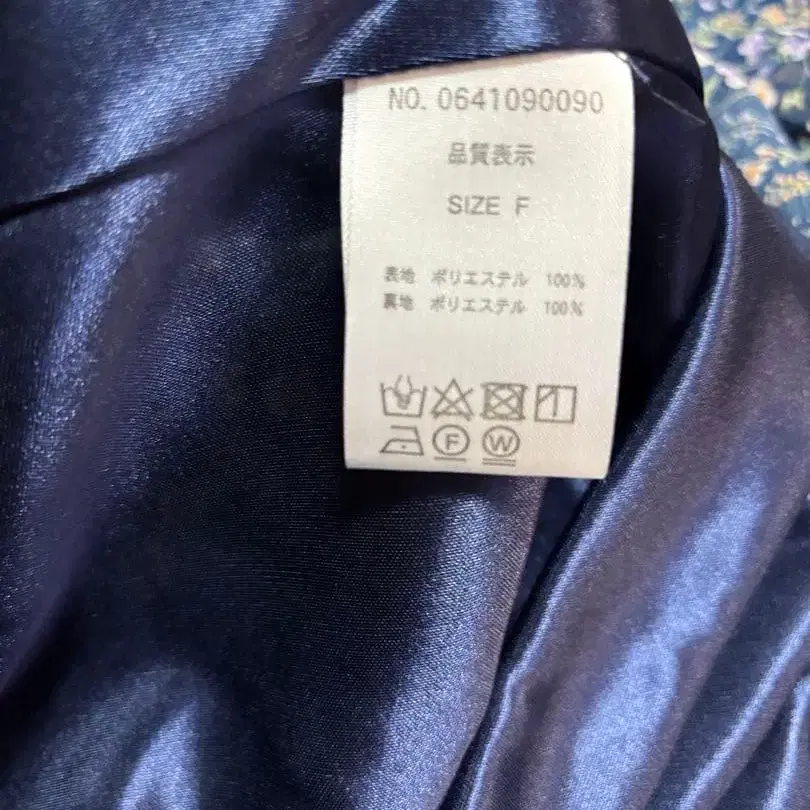 NO. 0641090090
品質表示
SIZE F
表地 ポリエステル 100%
裏地 ポリエステル 100%
F W